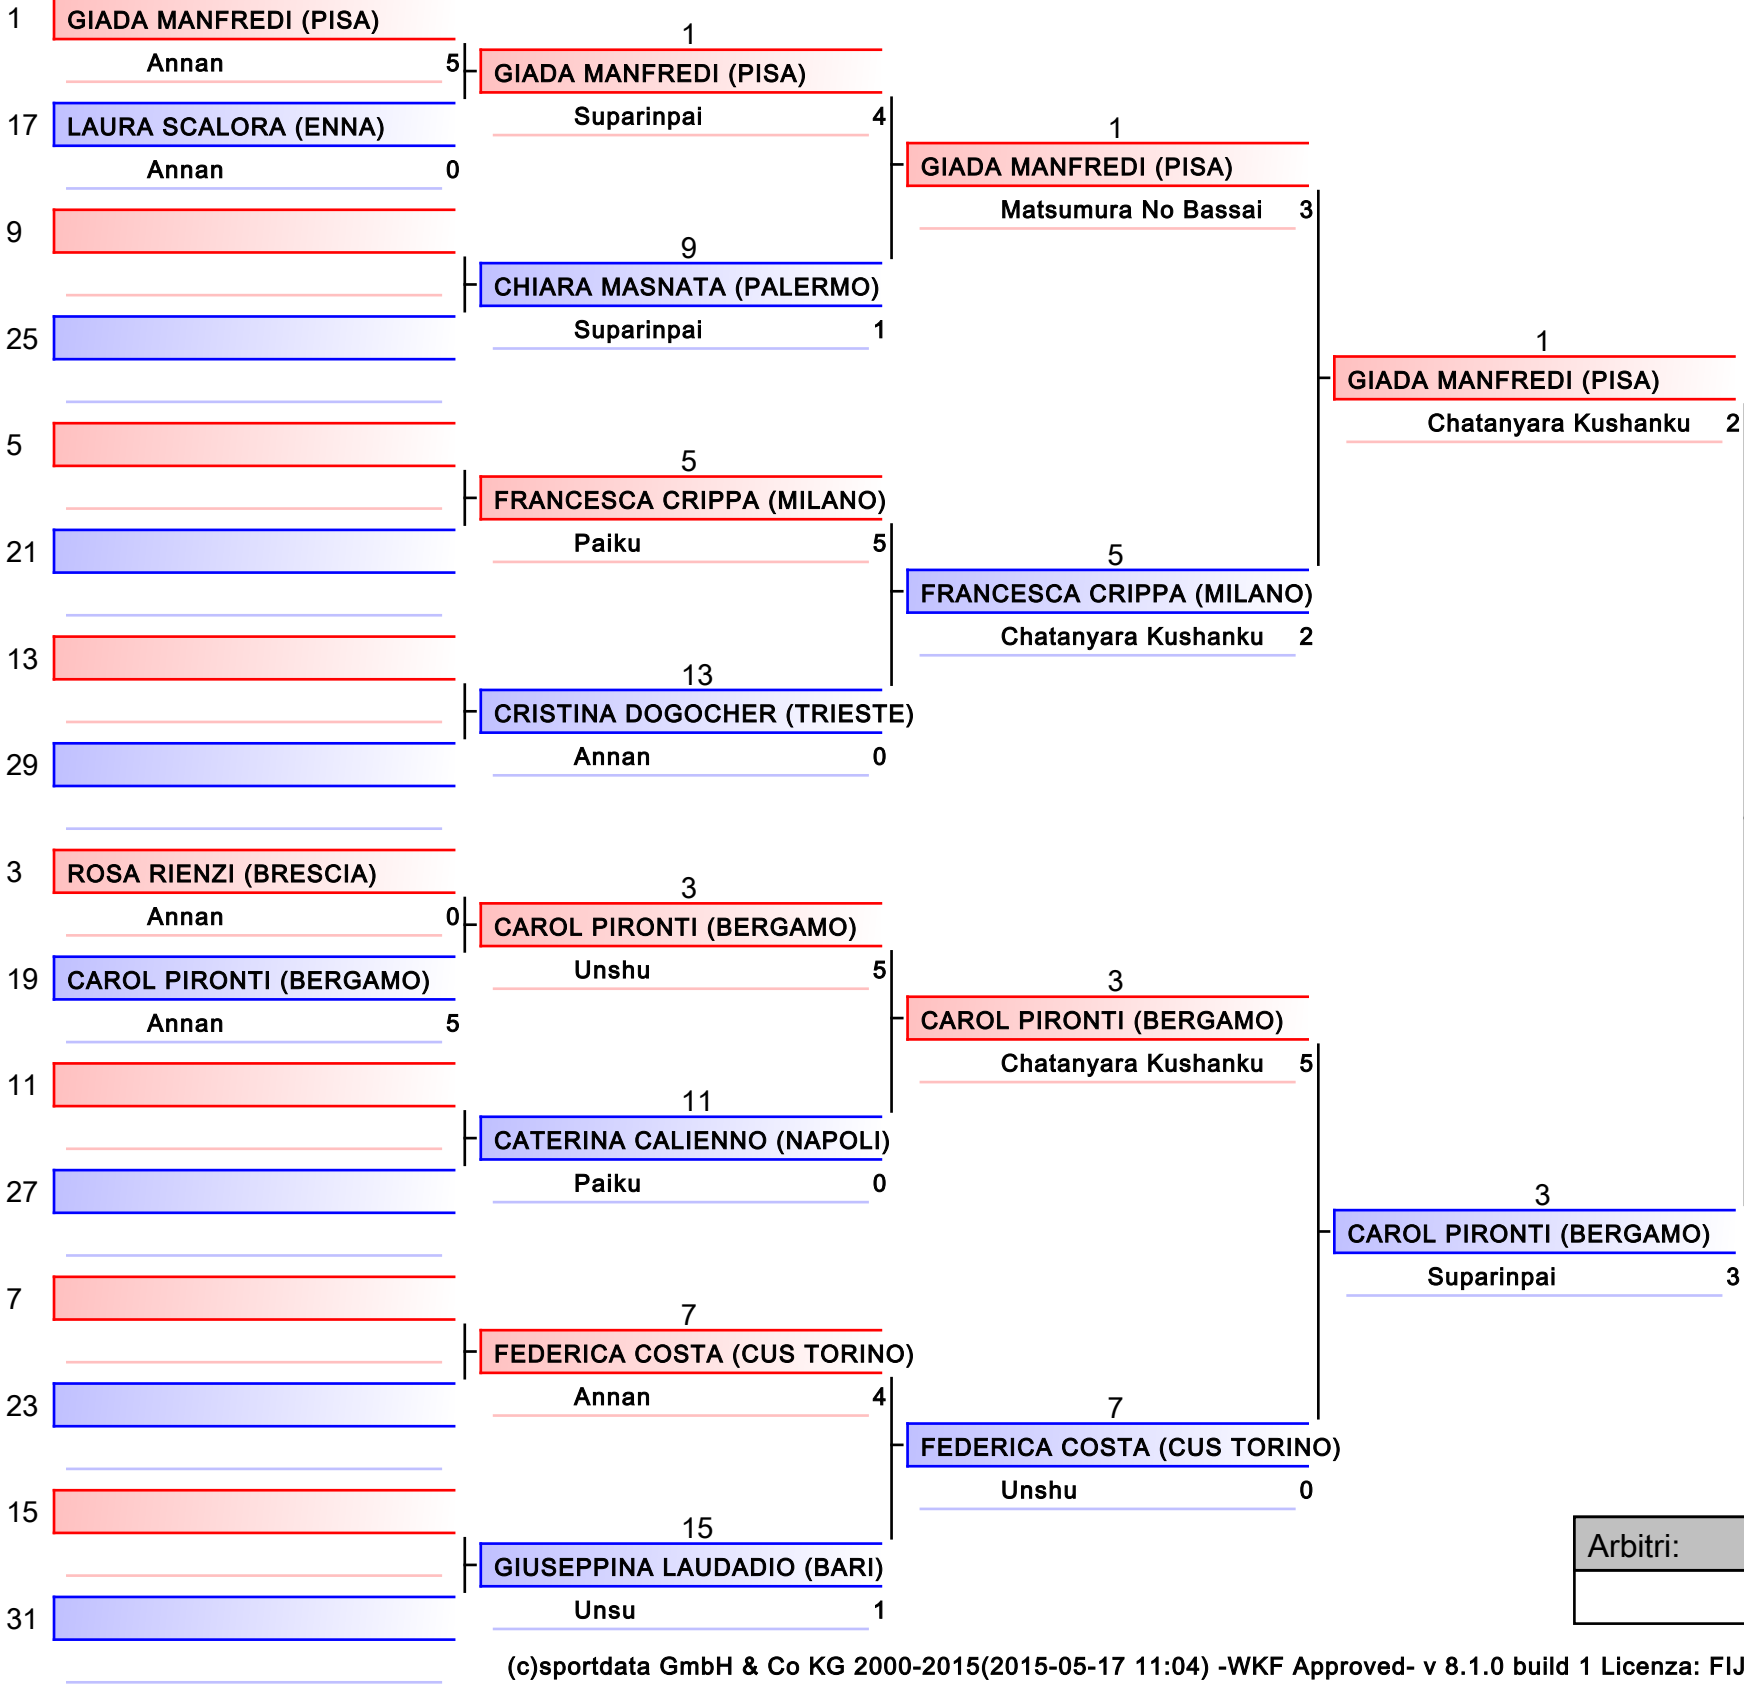 1
GIADA MANFREDI (PISA)
Annan 5
17
LAURA SCALORA (ENNA)
Annan 0
9
25
5
21
13
29
3
ROSA RIENZI (BRESCIA)
Annan 0
19
CAROL PIRONTI (BERGAMO)
Annan 5
11
27
7
23
15
31
1
GIADA MANFREDI (PISA)
Suparinpai 4
9
CHIARA MASNATA (PALERMO)
Suparinpai 1
5
FRANCESCA CRIPPA (MILANO)
Paiku 5
13
CRISTINA DOGOCHER (TRIESTE)
Annan 0
3
CAROL PIRONTI (BERGAMO)
Unshu 5
11
CATERINA CALIENNO (NAPOLI)
Paiku 0
7
FEDERICA COSTA (CUS TORINO)
Annan 4
15
GIUSEPPINA LAUDADIO (BARI)
Unsu 1
1
GIADA MANFREDI (PISA)
Matsumura No Bassai 3
5
FRANCESCA CRIPPA (MILANO)
Chatanyara Kushanku 2
3
CAROL PIRONTI (BERGAMO)
Chatanyara Kushanku 5
7
FEDERICA COSTA (CUS TORINO)
Unshu 0
1
GIADA MANFREDI (PISA)
Chatanyara Kushanku 2
3
CAROL PIRONTI (BERGAMO)
Suparinpai 3
Arbitri:
(c)sportdata GmbH & Co KG 2000-2015(2015-05-17 11:04) -WKF Approved- v 8.1.0 build 1 Licenza: FIJ